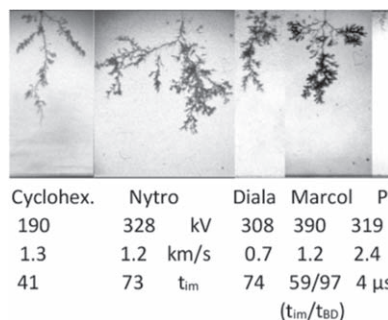 Cyclohex. Nytro Diala Marcol P
190 328 kV 308 390 319
1.3 1.2 km/s 0.7 1.2 2.4
41 73 tim 74 59/97 4 μs
(tim/tBD)